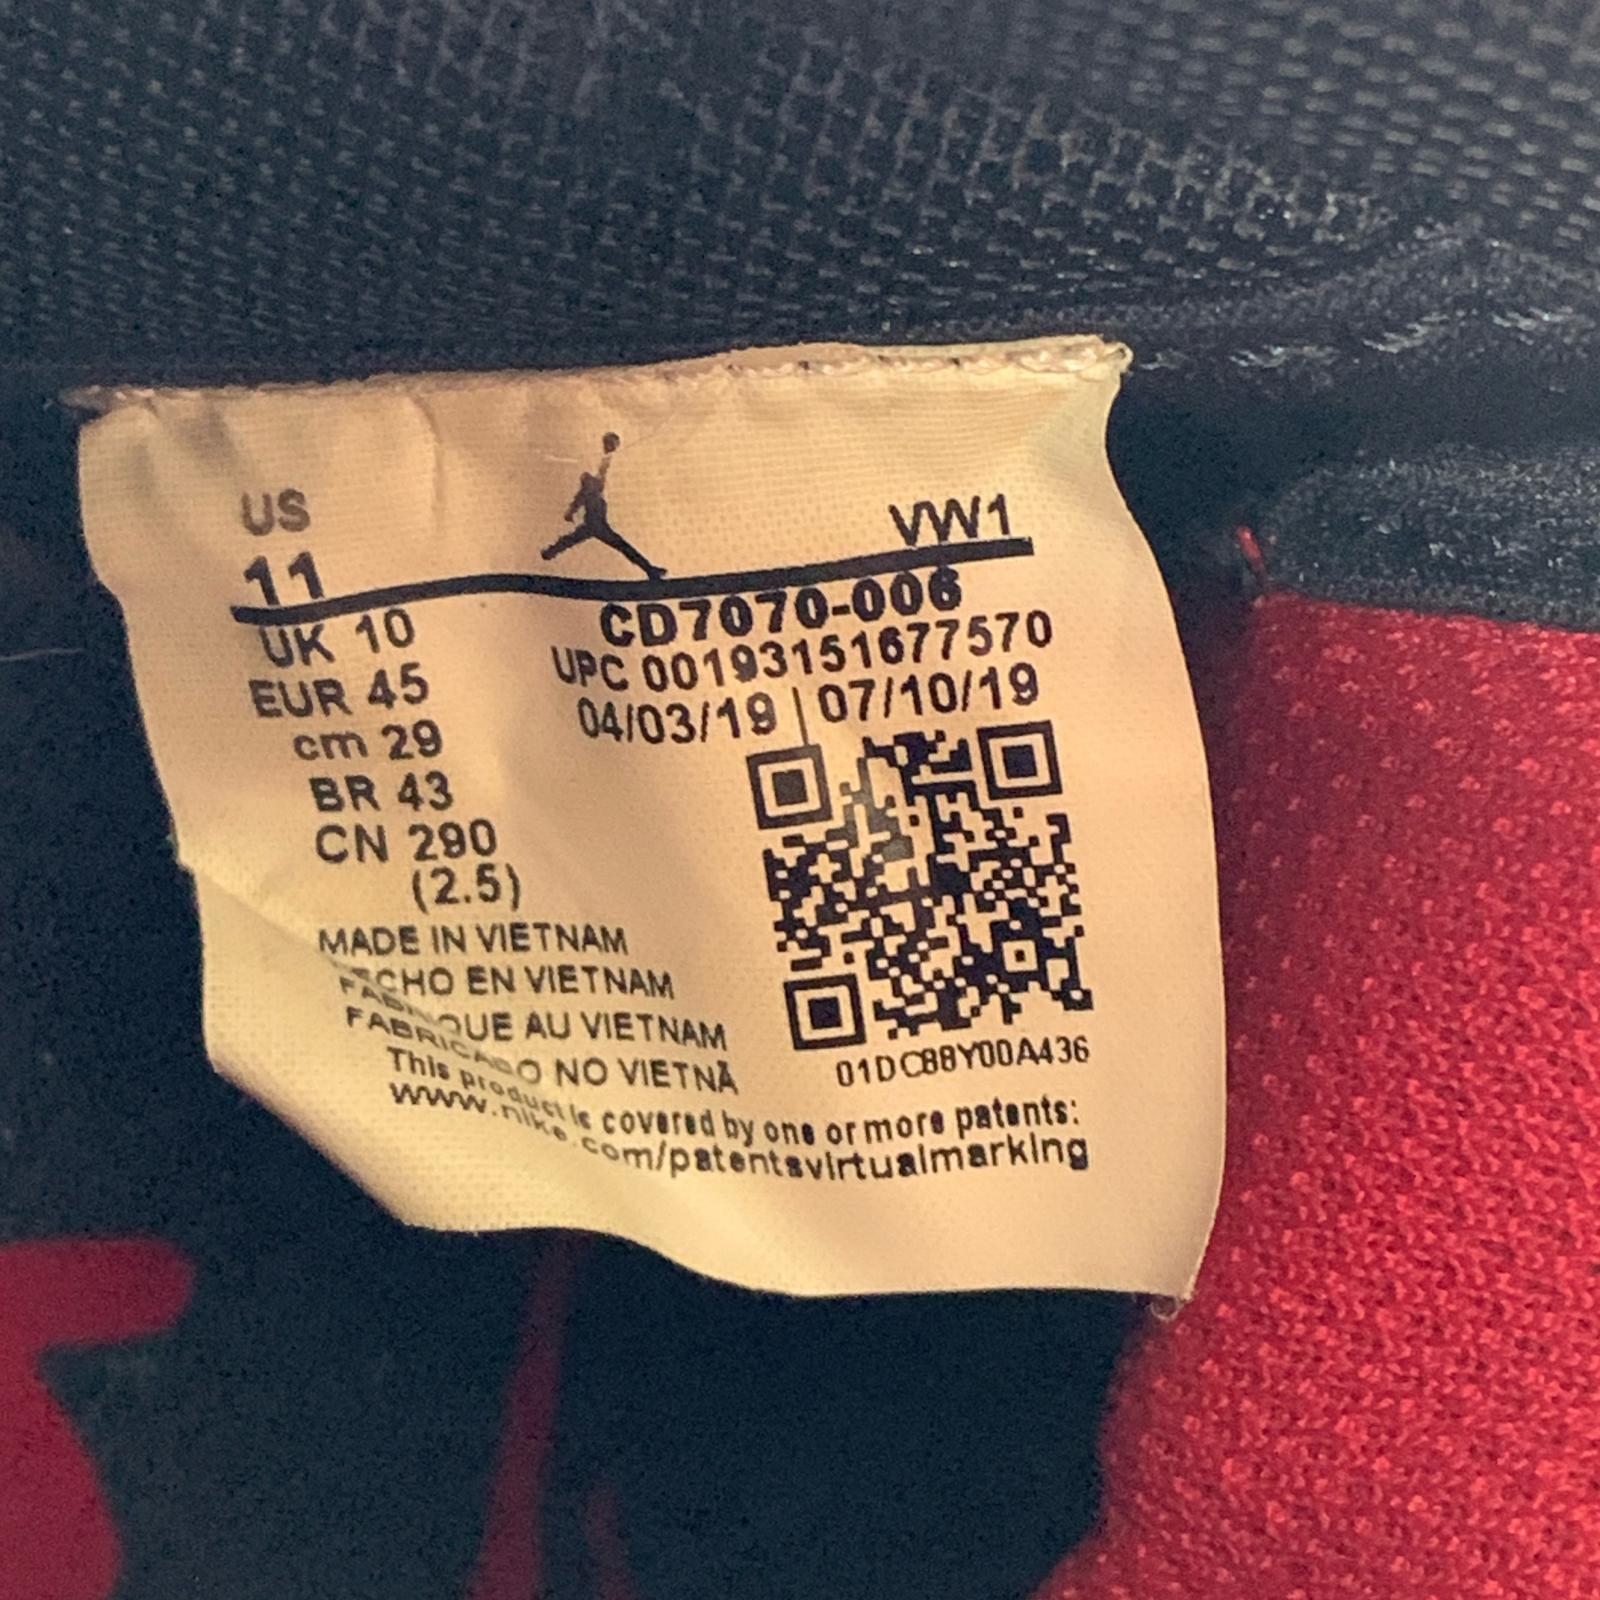 US
11
VW1
UK 10
EUR 45
cm 29
BR 43
CN 290
(2.5)
CD7070-006
UPC 00193151677570
04/03/19 | 07/10/19
01DCB8Y00A436
MADE IN VIETNAM
ECHO EN VIETNAM
FABRIQUE AU VIETNAM
FABRICADO NO VIETNÃ
This product is covered by one or more patents:
www.nike.com/patentsvirtualmarking